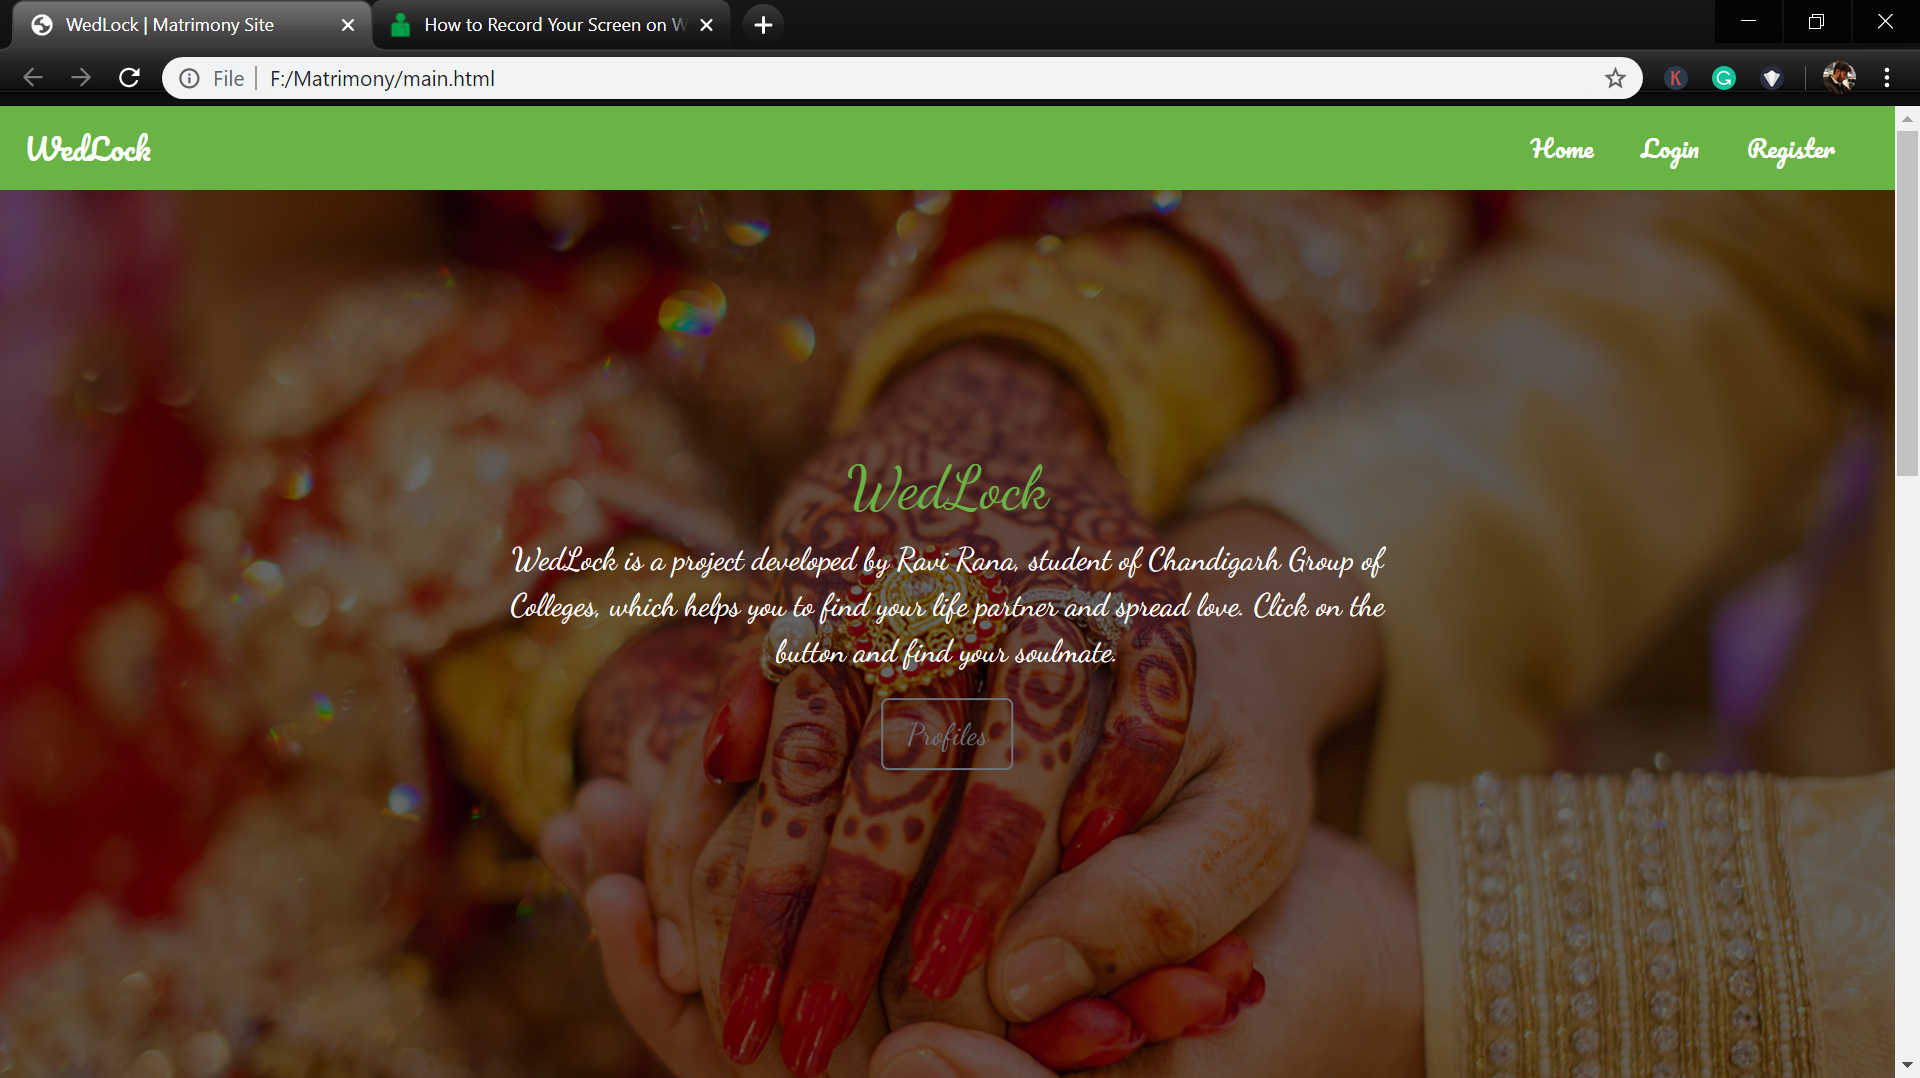 WedLock | Matrimony Site
How to Record Your Screen on W
File
F:/Matrimony/main.html
WedLock
Home
Login
Register
WedLock
WedLock is a project developed by Ravi Rana, student of Chandigarh Group of
Colleges, which helps you to find your life partner and spread love. Click on the
button and find your soulmate.
Profiles